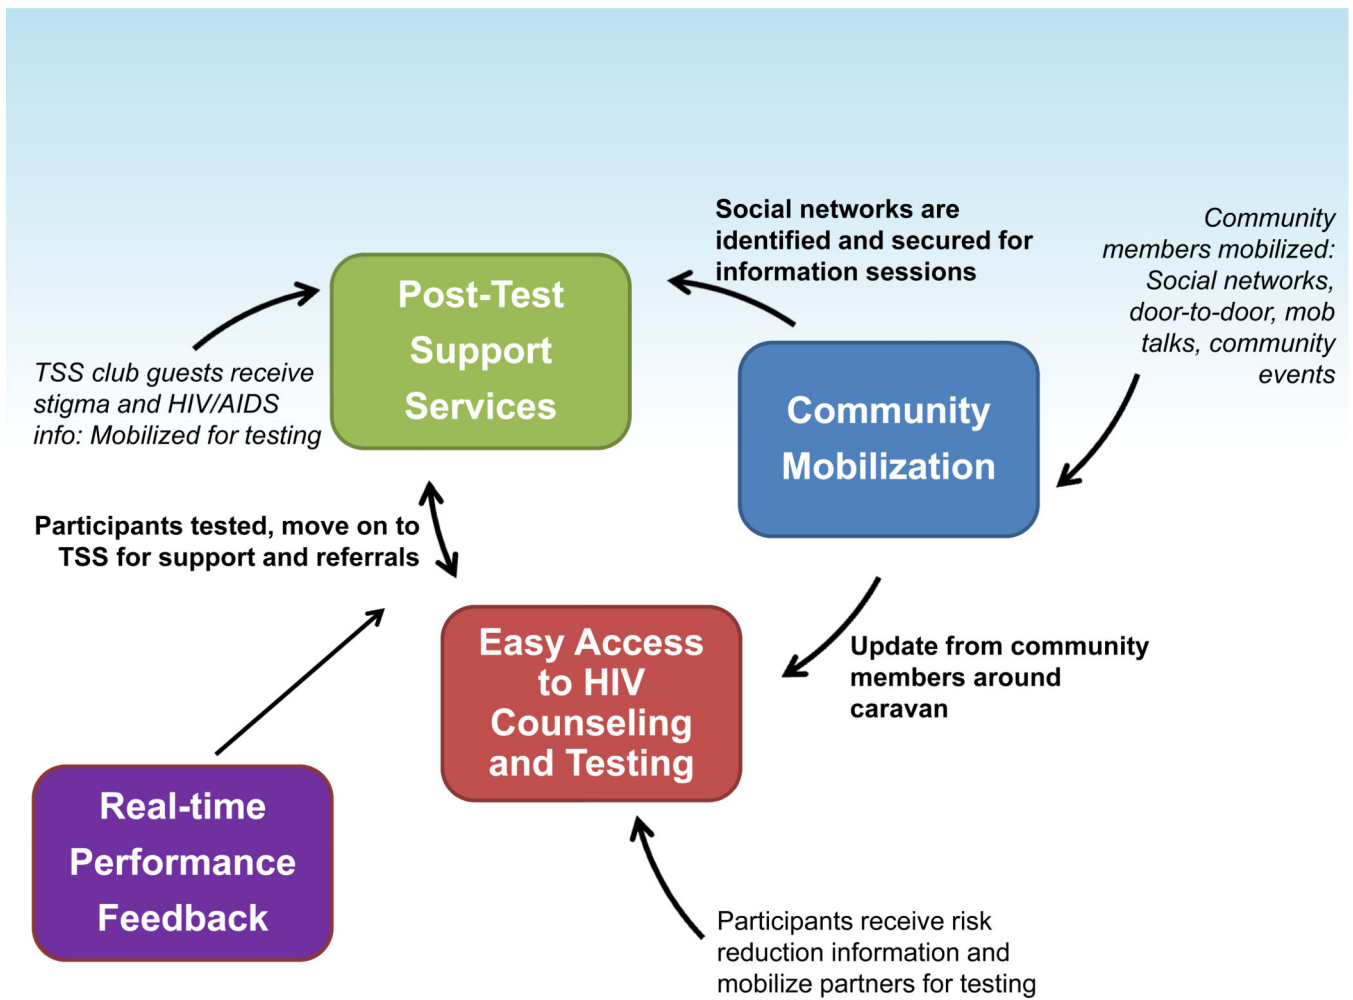 Social networks are
identified and secured for
information sessions
Community
members mobilized:
Social networks,
door-to-door, mob
talks, community
events
Post-Test
Support
Services
TSS club guests receive
stigma and HIV/AIDS
info: Mobilized for testing
Community
Mobilization
Participants tested, move on to
TSS for support and referrals
Easy Access
to HIV
Counseling
and Testing
Update from community
members around
caravan
Real-time
Performance
Feedback
Participants receive risk
reduction information and
mobilize partners for testing